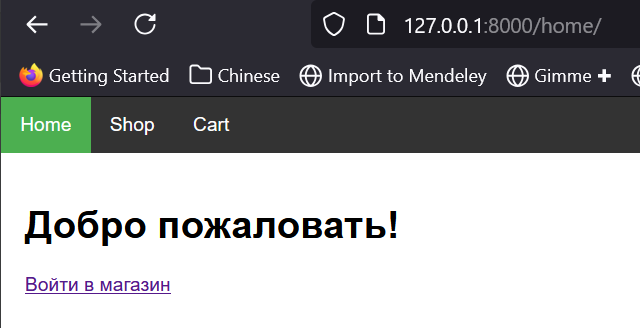 127.0.0.1:8000/home/
Getting Started Chinese Import to Mendeley Gimme
Home Shop Cart
Добро пожаловать!
Войти в магазин